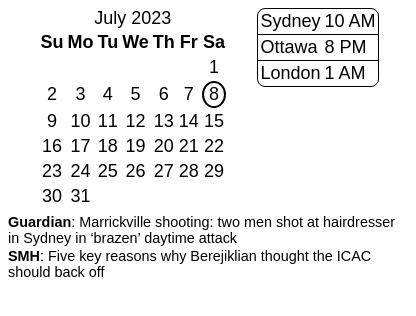 July 2023
Su Mo Tu We Th Fr Sa
1
2 3 4 5 6 7 8
9 10 11 12 13 14 15
16 17 18 19 20 21 22
23 24 25 26 27 28 29
30 31
Sydney 10 AM
Ottawa 8 PM
London 1 AM
Guardian: Marrickville shooting: two men shot at hairdresser
in Sydney in ‘brazen’ daytime attack
SMH: Five key reasons why Berejiklian thought the ICAC
should back off